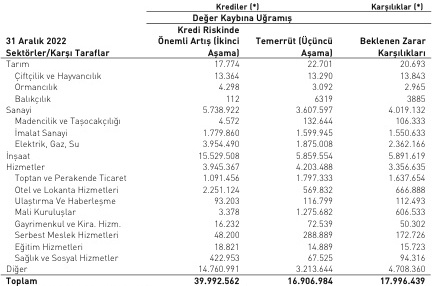 Krediler (*) Karşılıklar (*)
Değer Kaybına Uğramış
Kredi Riskinde
31 Aralık 2022 Önemli Artış (İkinci Temerrüt (Üçüncü Beklenen Zarar
Sektörler/Karşı Taraflar Aşama) Aşama) Karşılıkları
Tarım 17.774 22.701 20.693
Çiftçilik ve Hayvancılık 13.364 13.290 13.843
Ormancılık 4.298 3.092 2.965
Balıkçılık 112 6319 3885
Sanayi 5.738.922 3.607.597 4.019.132
Madencilik ve Taşocakçılığı 4.572 132.644 106.333
İmalat Sanayi 1.779.860 1.599.945 1.550.633
Elektrik, Gaz, Su 3.954.490 1.875.008 2.362.166
İnşaat 15.529.508 5.859.554 5.891.619
Hizmetler 3.945.367 4.203.488 3.356.635
Toptan ve Perakende Ticaret 1.091.456 1.797.333 1.637.654
Otel ve Lokanta Hizmetleri 2.251.124 569.832 666.888
Ulaştırma Ve Haberleşme 93.203 116.799 112.493
Mali Kuruluşlar 3.378 1.275.682 606.533
Gayrimenkul ve Kira. Hizm. 16.232 72.539 50.302
Serbest Meslek Hizmetleri 48.200 288.889 172.726
Eğitim Hizmetleri 18.821 14.889 15.723
Sağlık ve Sosyal Hizmetler 422.953 67.525 94.316
Diğer 14.760.991 3.213.644 4.708.360
Toplam 39.992.562 16.906.984 17.996.439